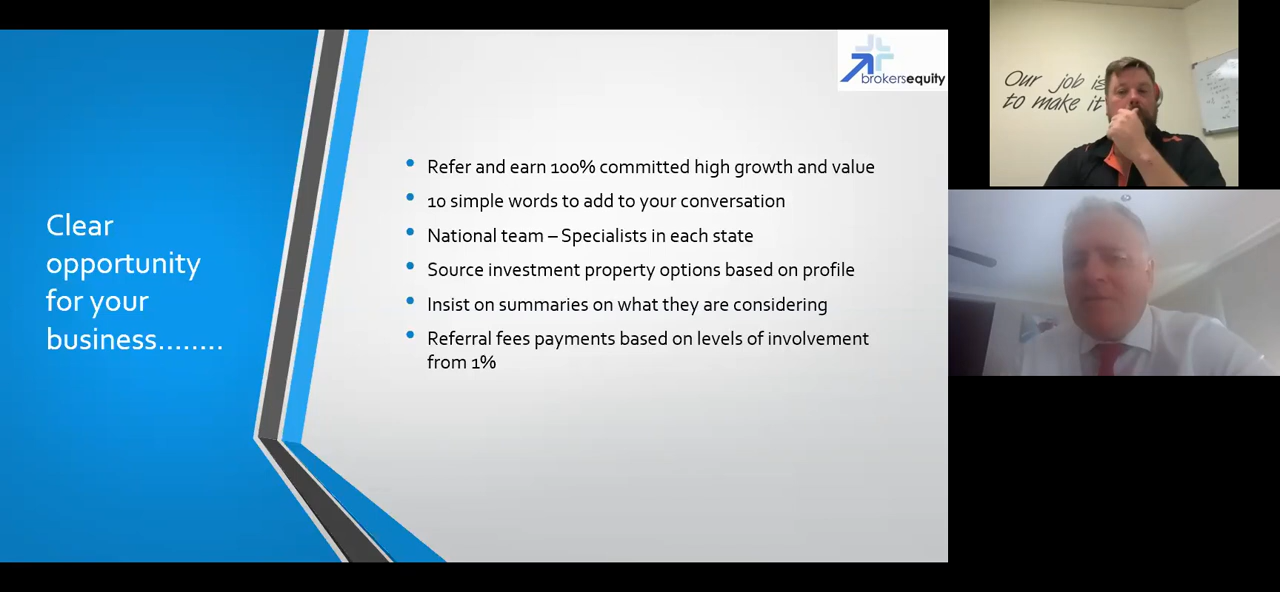 Clear
opportunity
for your
business........
brokersequity
Refer and earn 100% committed high growth and value
10 simple words to add to your conversation
National team – Specialists in each state
Source investment property options based on profile
Insist on summaries on what they are considering
Referral fees payments based on levels of involvement
from 1%
Our job is
to make it